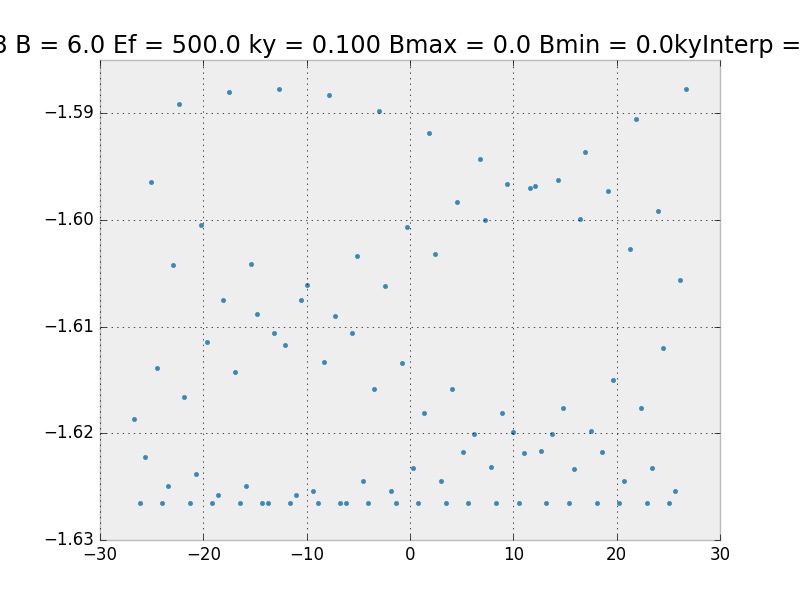 B = 6.0 Ef = 500.0 ky = 0.100 Bmax = 0.0 Bmin = 0.0kyInterp =
−1.59
−1.60
−1.61
−1.62
−1.63
−30 −20 −10 0 10 20 30